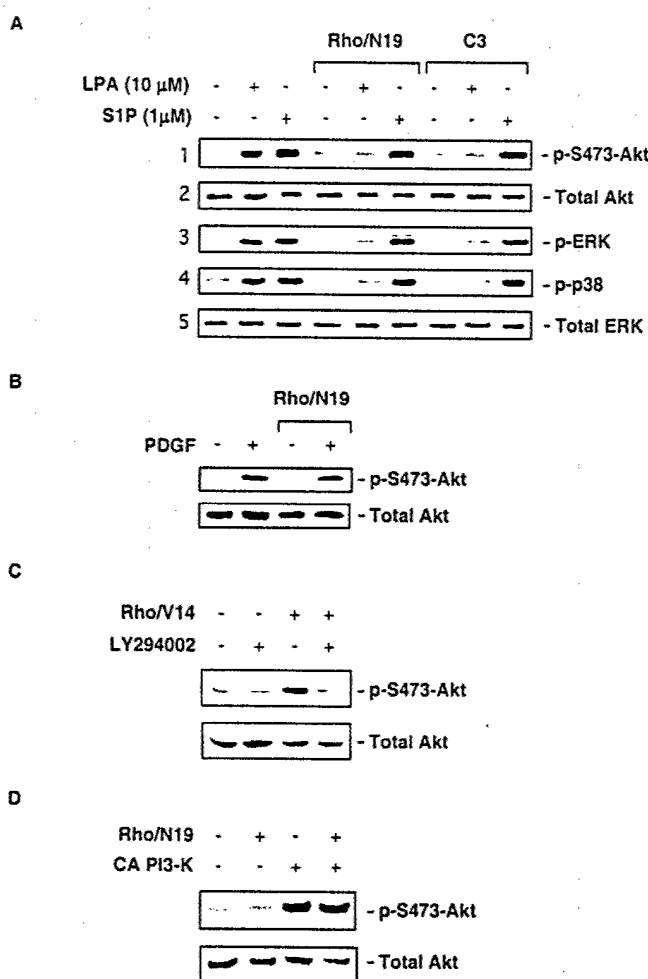 A
Rho/N19 C3
LPA (10 µM) - + - - + - - + -
S1P (1µM) - - + - - + - - +
1 - p-S473-Akt
2 - Total Akt
3 - p-ERK
4 - p-p38
5 - Total ERK
B
Rho/N19
PDGF - + - +
- p-S473-Akt
- Total Akt
C
Rho/V14 - - + +
LY294002 - + - +
- p-S473-Akt
- Total Akt
D
Rho/N19 - + - +
CA PI3-K - - + +
- p-S473-Akt
- Total Akt